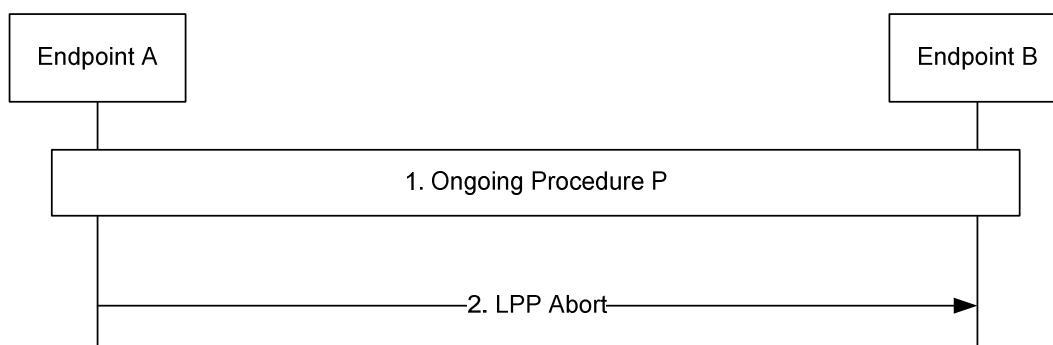 Endpoint A
Endpoint B
1. Ongoing Procedure P
2. LPP Abort